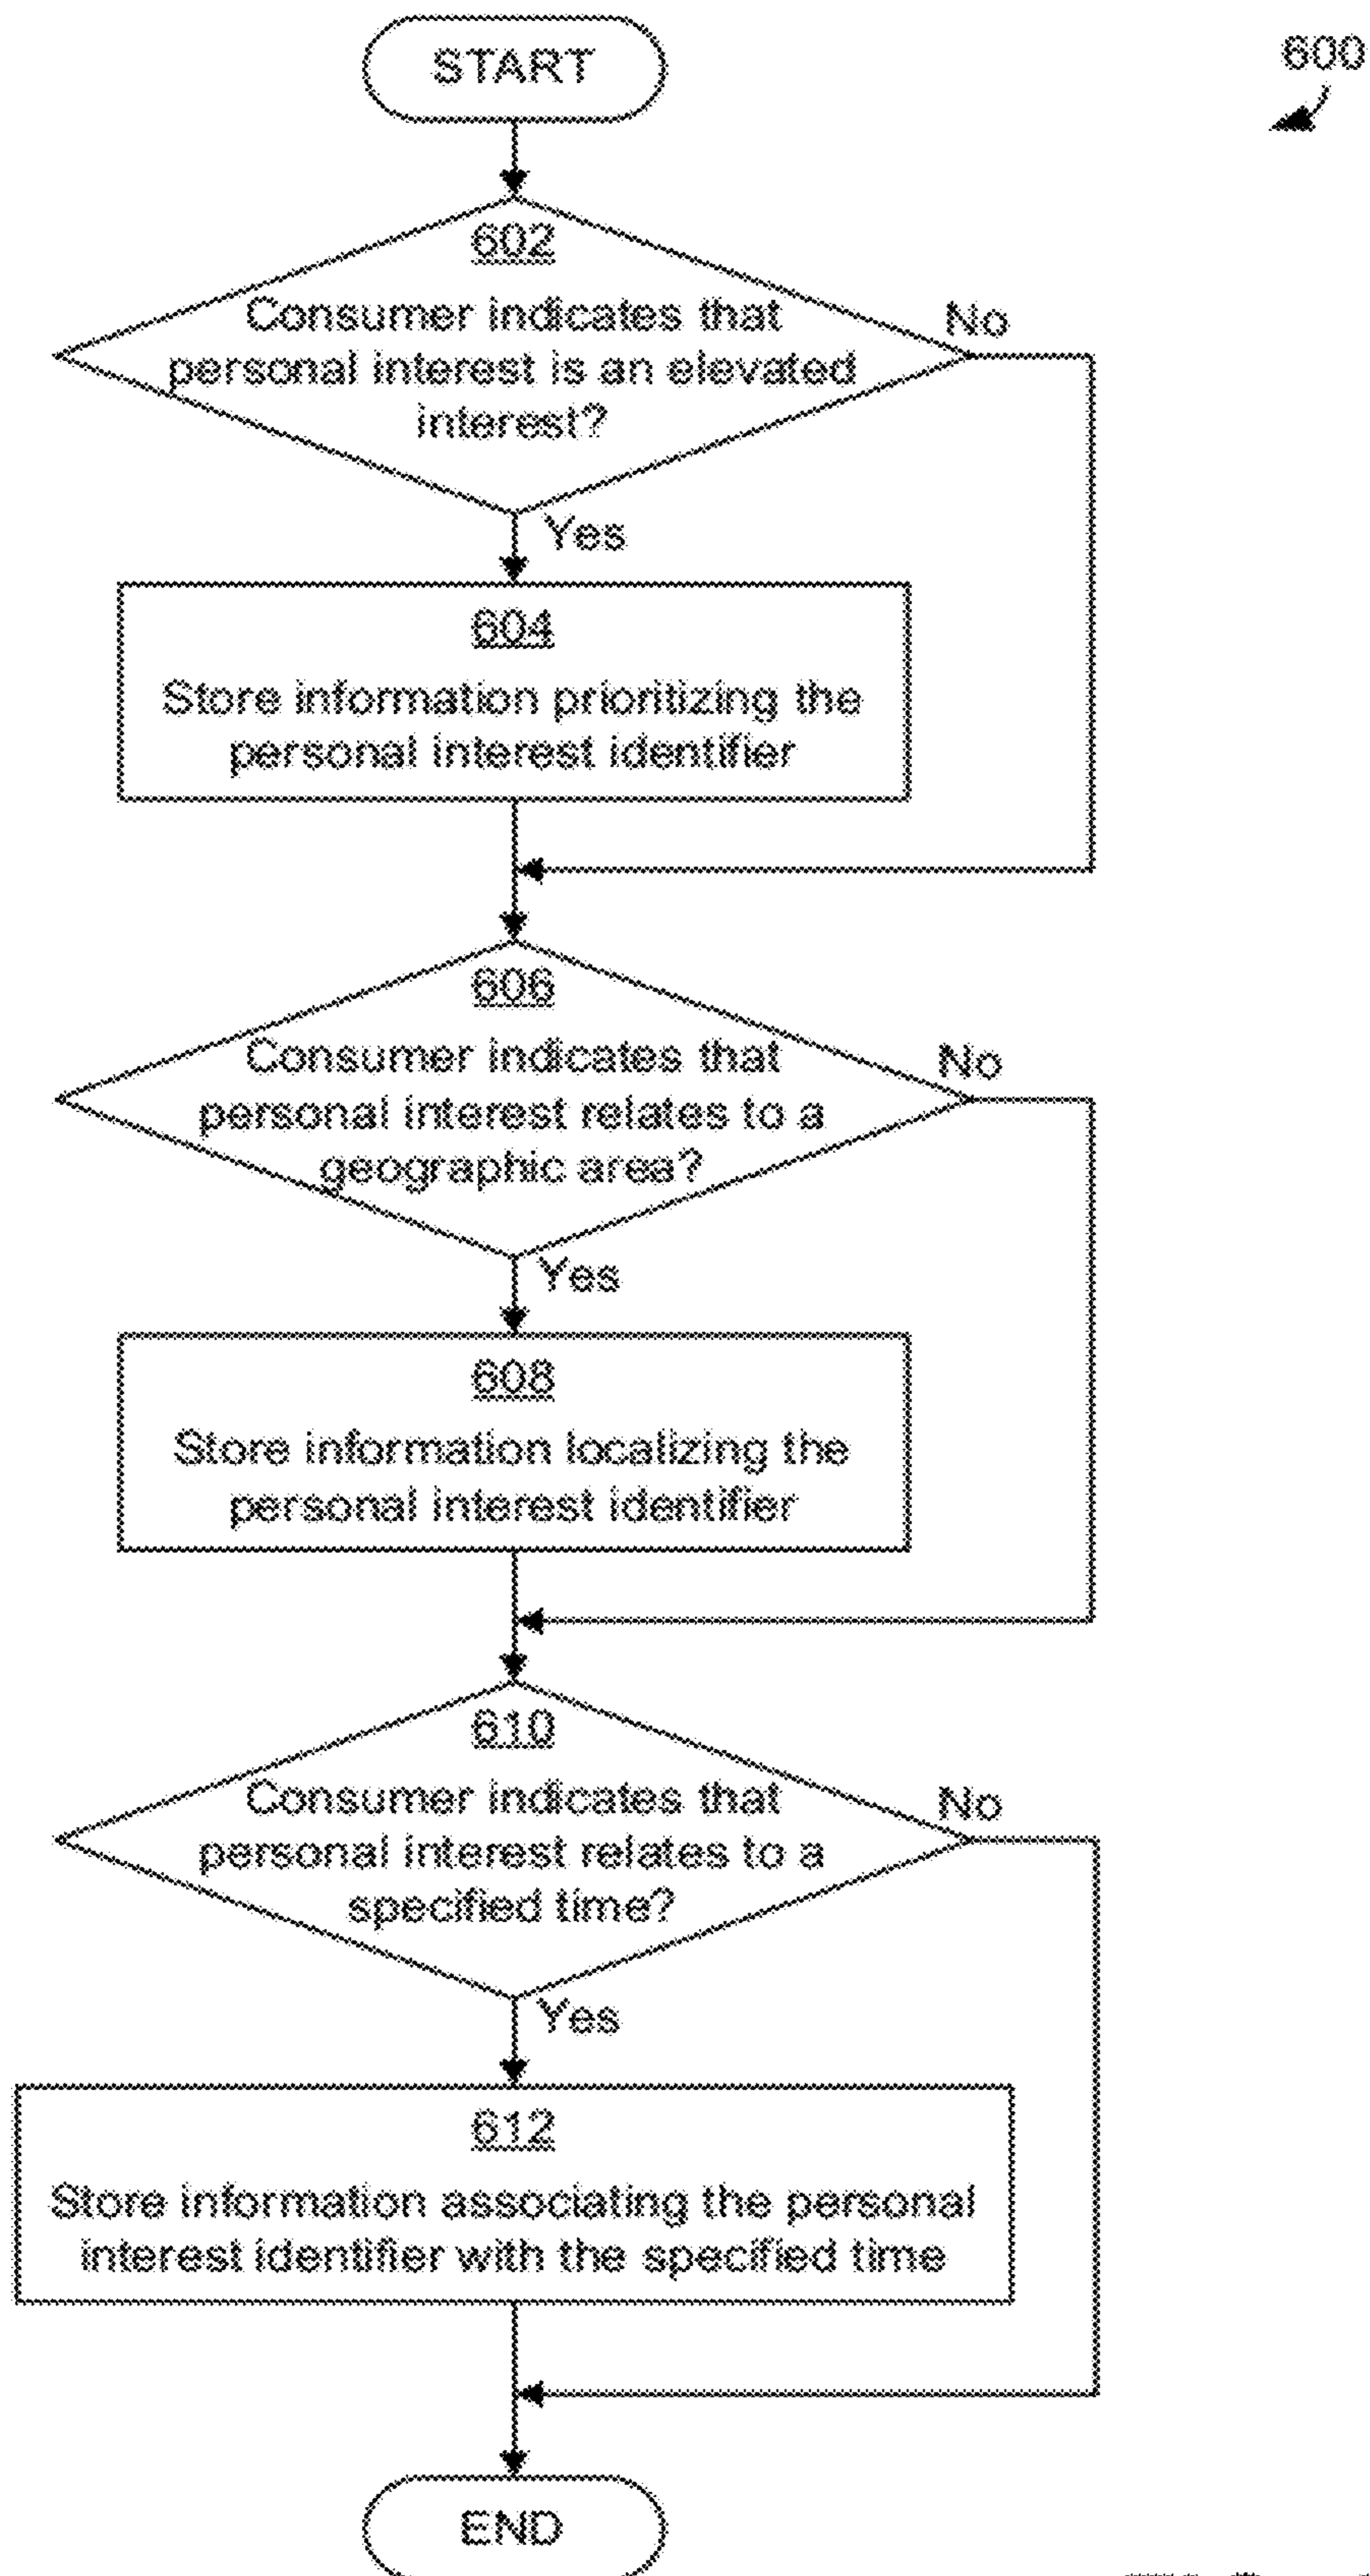 START
600
602
Consumer indicates that
personal interest is an elevated
interest?
No
Yes
604
Store information prioritizing the
personal interest identifier
606
Consumer indicates that
personal interest relates to a
geographic area?
No
Yes
608
Store information localizing the
personal interest identifier
610
Consumer indicates that
personal interest relates to a
specified time?
No
Yes
612
Store information associating the personal
interest identifier with the specified time
END